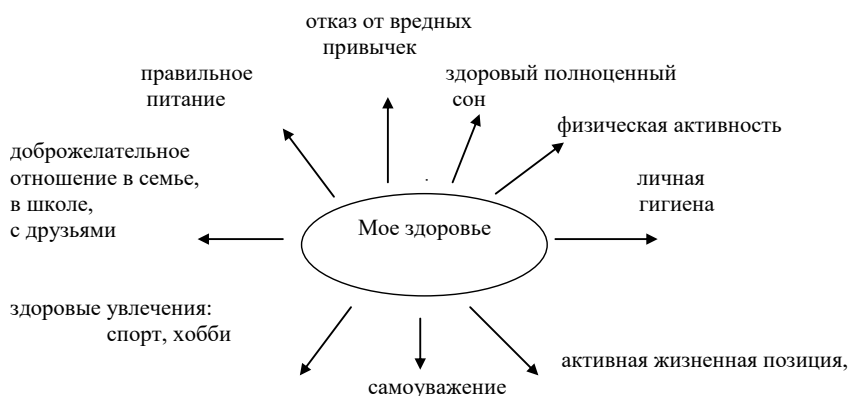 отказ от вредных
привычек
правильное
питание
здоровый полноценный
сон
физическая активность
доброжелательное
отношение в семье,
в школе,
с друзьями
личная
гигиена
Мое здоровье
здоровые увлечения:
спорт, хобби
активная жизненная позиция,
самоуважение